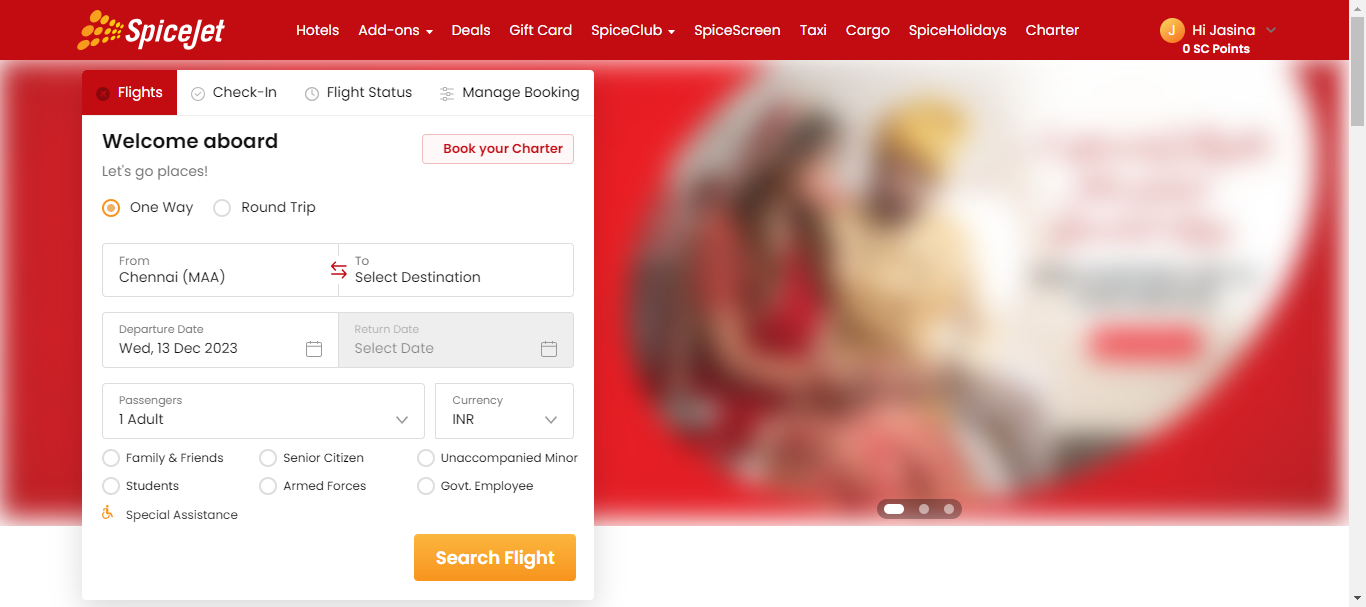 SpiceJet
Hotels Add-ons Deals Gift Card SpiceClub SpiceScreen Taxi Cargo SpiceHolidays Charter
J Hi Jasina
0 SC Points
Flights Check-In Flight Status Manage Booking
Welcome aboard
Book your Charter
Let's go places!
One Way Round Trip
From To
Chennai (MAA) Select Destination
Departure Date Return Date
Wed, 13 Dec 2023 Select Date
Passengers Currency
1 Adult INR
Family & Friends Senior Citizen Unaccompanied Minor
Students Armed Forces Govt. Employee
Special Assistance
Search Flight